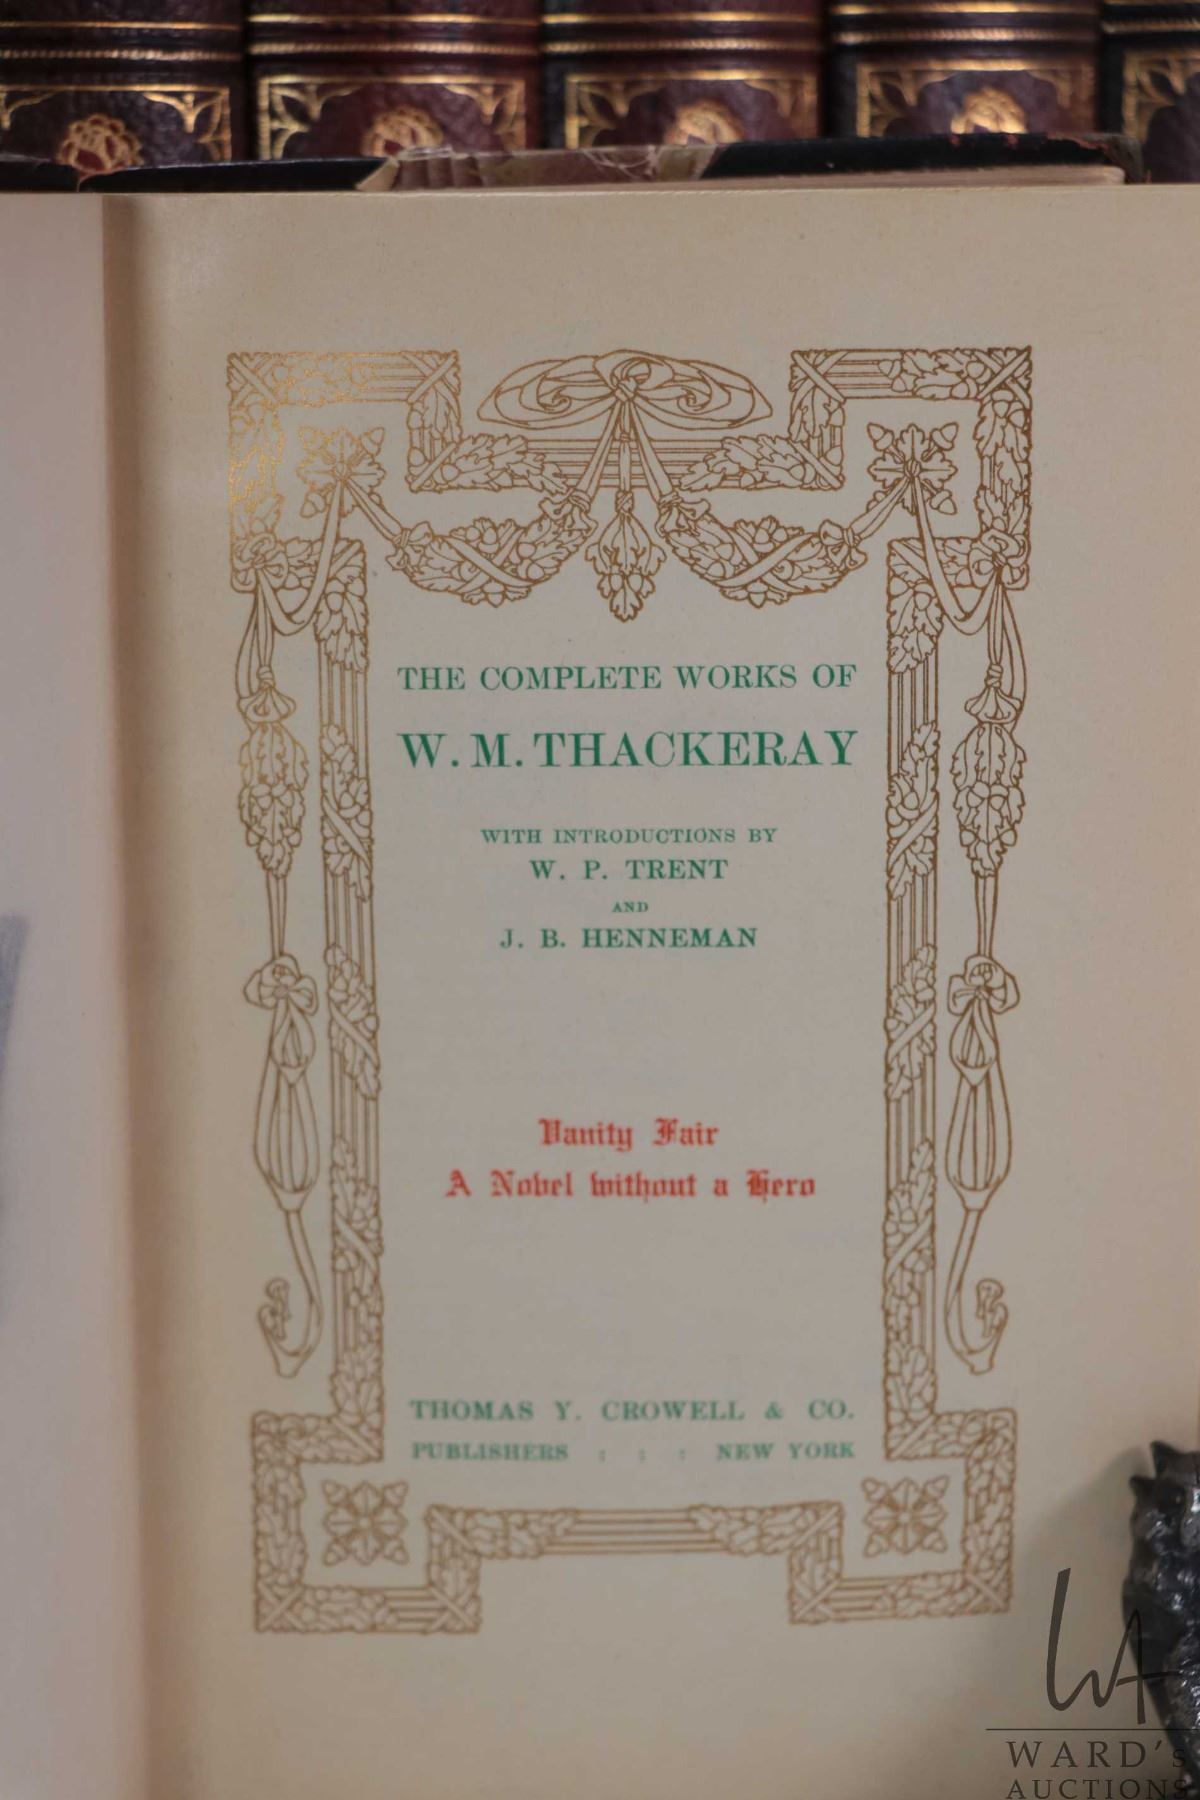 THE COMPLETE WORKS OF
W. M. THACKERAY
WITH INTRODUCTIONS BY
W. P. TRENT
AND
J. B. HENNEMAN
Vanity Fair
A Novel without a Hero
THOMAS Y. CROWELL & CO.
PUBLISHERS : : : NEW YORK
WA
WARD'S
AUCTIONS